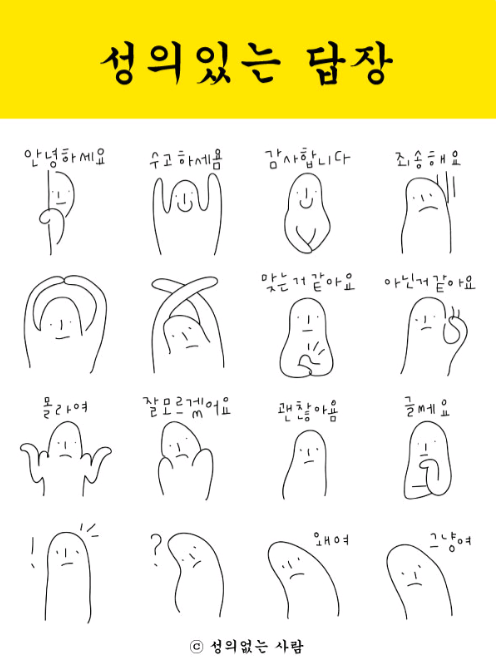 성의있는 답장
안녕하세요
수고하세욤
감사합니다
죄송해요
맞는거 같아요
아닌거 같아요
몰라여
잘모르겠어요
괜찮아욤
글쎄요
!
?
왜여
그냥여
ⓒ 성의없는 사람